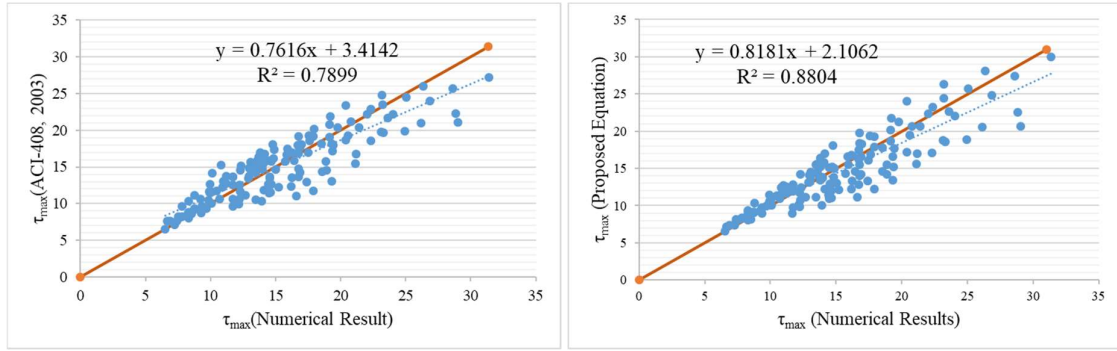 35
30
25
20
15
10
5
0
y = 0.7616x + 3.4142
R² = 0.7899
τmax(ACI-408, 2003)
0 5 10 15 20 25 30 35
τmax(Numerical Result)
35
30
25
20
15
10
5
0
y = 0.8181x + 2.1062
R² = 0.8804
τmax (Proposed Equation)
0 5 10 15 20 25 30 35
τmax (Numerical Results)